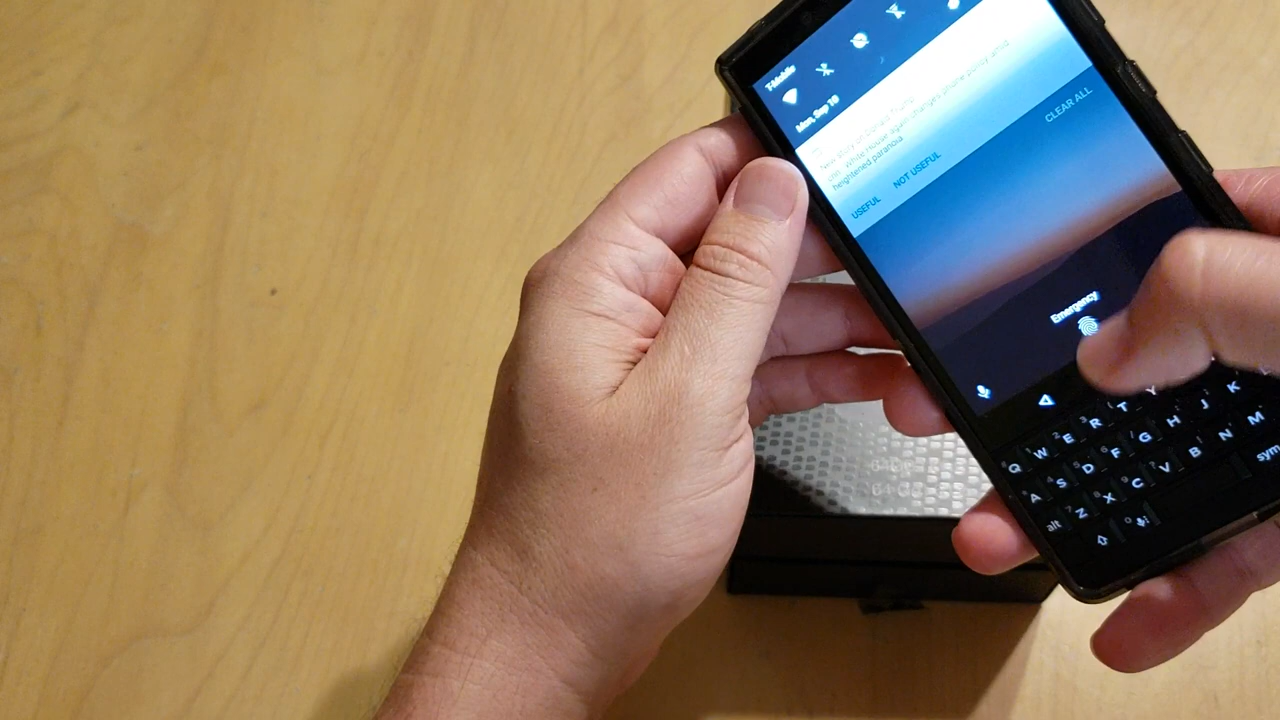 T-Mobile
Mon, Sep 10
New story on Donald Trump
White House again changes phone policy amid
heightened paranoia
USEFUL NOT USEFUL
CLEAR ALL
Emergency
Q W E R T Y J K
A S D F G H
alt Z X C V B N M sym